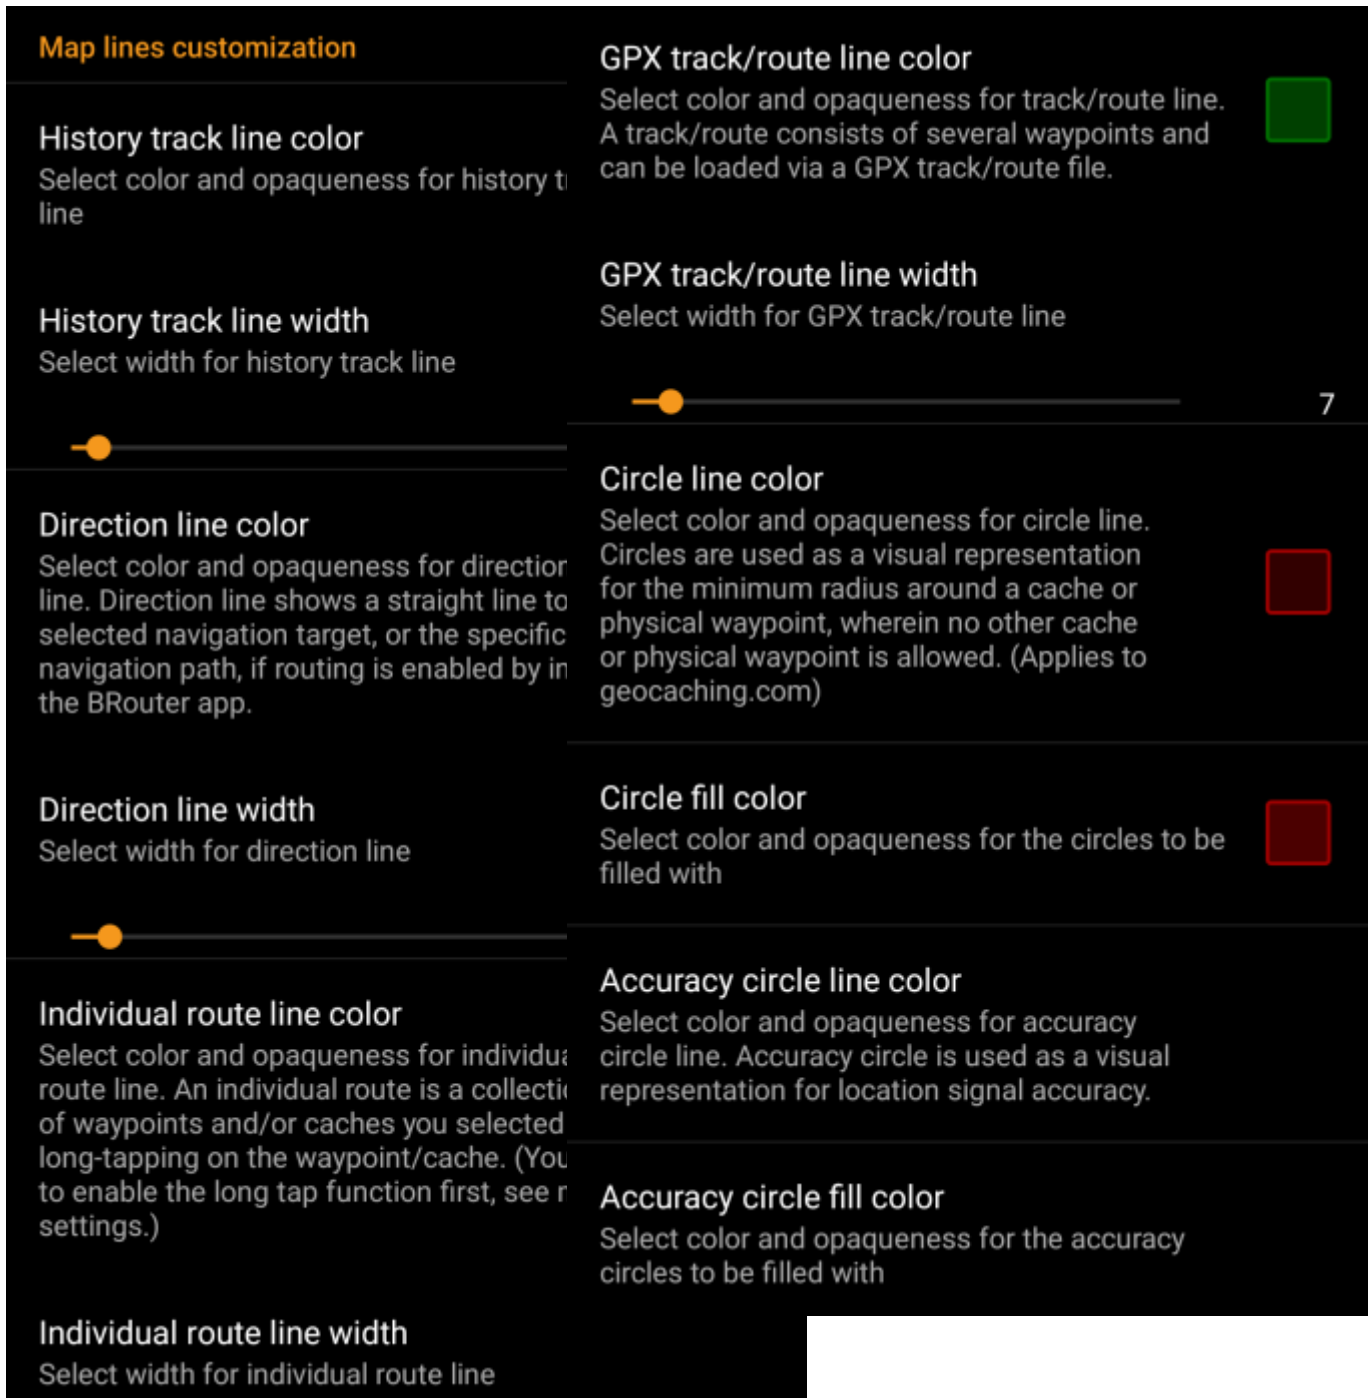 Map lines customization
History track line color
Select color and opaqueness for history
line
History track line width
Select width for history track line
Direction line color
Select color and opaqueness for direction
line. Direction line shows a straight line to
selected navigation target, or the specific
navigation path, if routing is enabled by
the BRouter app.
Direction line width
Select width for direction line
Individual route line color
Select color and opaqueness for
route line. An individual route is a
of waypoints and/or caches you selected
long-tapping on the waypoint/cache. (You
to enable the long tap function first, see
settings.)
Individual route line width
Select width for individual route line
GPX track/route line color
Select color and opaqueness for track/route line.
A track/route consists of several waypoints and
can be loaded via a GPX track/route file.
GPX track/route line width
Select width for GPX track/route line
7
Circle line color
Select color and opaqueness for circle line.
Circles are used as a visual representation
for the minimum radius around a cache or
physical waypoint, wherein no other cache
or physical waypoint is allowed. (Applies to
geocaching.com)
Circle fill color
Select color and opaqueness for the circles to be
filled with
Accuracy circle line color
Select color and opaqueness for accuracy
circle line. Accuracy circle is used as a visual
representation for location signal accuracy.
Accuracy circle fill color
Select color and opaqueness for the accuracy
circles to be filled with